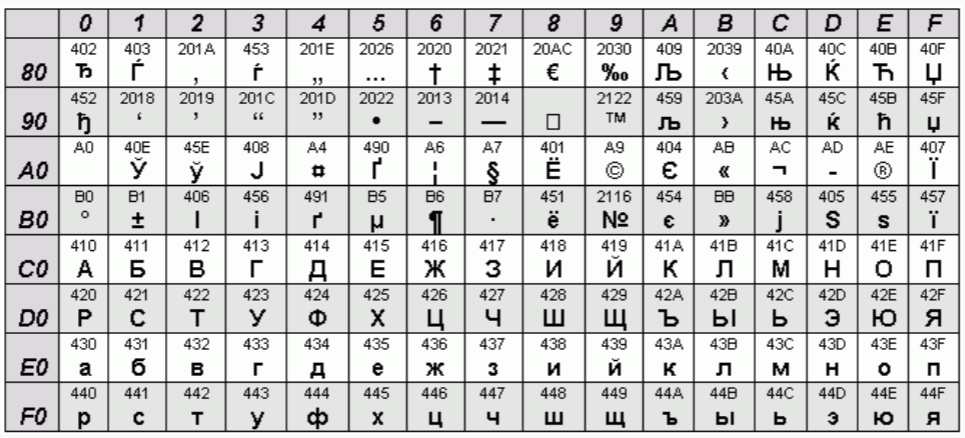 0 1 2 3 4 5 6 7 8 9 A B C D E F
402 403 201A 453 201E 2026 2020 2021 20AC 2030 409 2039 40A 40C 40B 40F
80 Ђ Ѓ ‚ ѓ „ … † ‡ € ‰ Љ ‹ Њ Ќ Ћ Џ
452 2018 2019 201C 201D 2022 2013 2014 2122 459 203A 45A 45C 45B 45F
90 ђ ‘ ’ “ ” • – — □ ™ љ › њ ќ ћ џ
A0 40E 45E 408 A4 490 A6 A7 401 A9 404 AB AC AD AE 407
A0 Ў ў Ј ¤ Ґ ¦ § Ё © Є « ¬ - ® Ї
B0 B1 406 456 491 B5 B6 B7 451 2116 454 BB 458 405 455 457
B0 ° ± І і ґ µ ¶ · ё № є » ј Ѕ ѕ ї
410 411 412 413 414 415 416 417 418 419 41A 41B 41C 41D 41E 41F
C0 А Б В Г Д Е Ж З И Й К Л М Н О П
420 421 422 423 424 425 426 427 428 429 42A 42B 42C 42D 42E 42F
D0 Р С Т У Ф Х Ц Ч Ш Щ Ъ Ы Ь Э Ю Я
430 431 432 433 434 435 436 437 438 439 43A 43B 43C 43D 43E 43F
E0 а б в г д е ж з и й к л м н о п
440 441 442 443 444 445 446 447 448 449 44A 44B 44C 44D 44E 44F
F0 р с т у ф х ц ч ш щ ъ ы ь э ю я